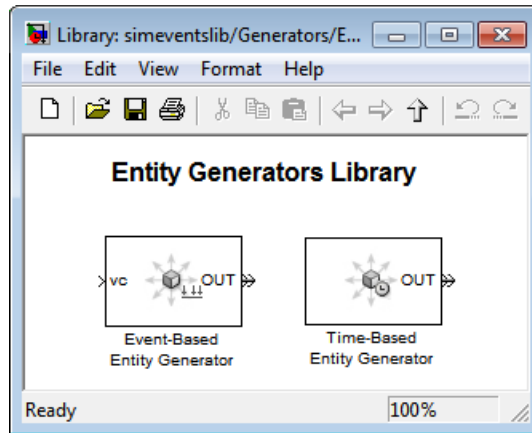 Library: simeventslib/Generators/E...
File Edit View Format Help
Entity Generators Library
vc OUT
OUT
Event-Based
Entity Generator
Time-Based
Entity Generator
Ready 100%